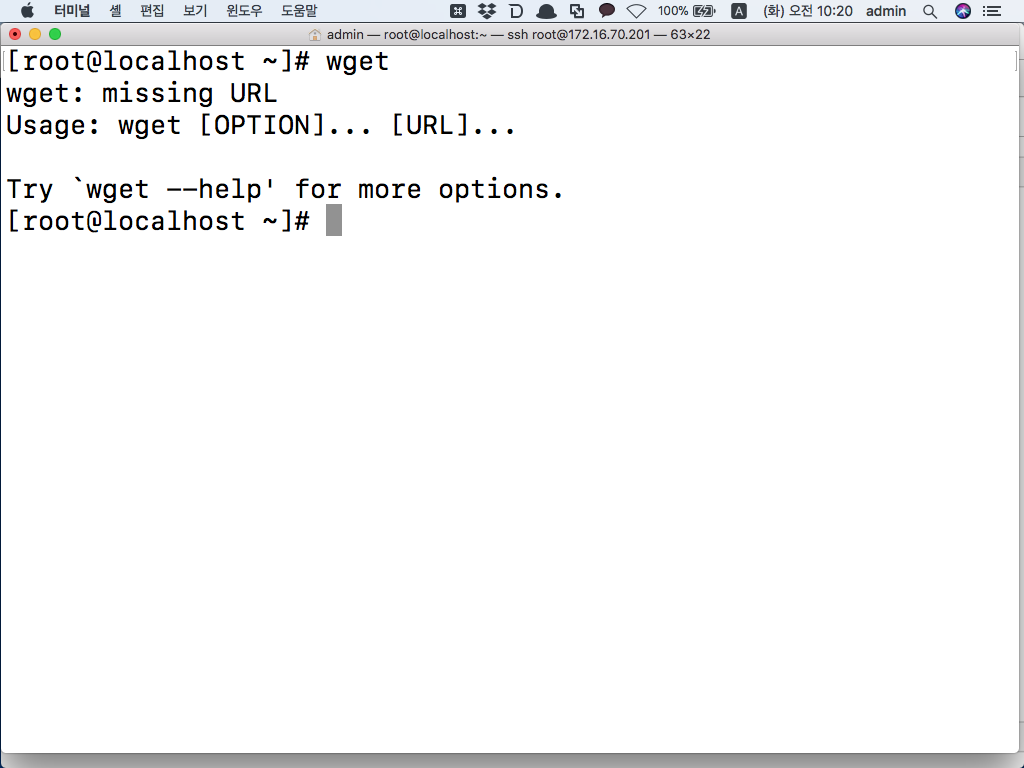 터미널 셸 편집 보기 윈도우 도움말 100% A (화) 오전 10:20 admin
admin — root@localhost:~ — ssh root@172.16.70.201 — 63×22
[root@localhost ~]# wget
wget: missing URL
Usage: wget [OPTION]... [URL]...
Try `wget --help' for more options.
[root@localhost ~]#